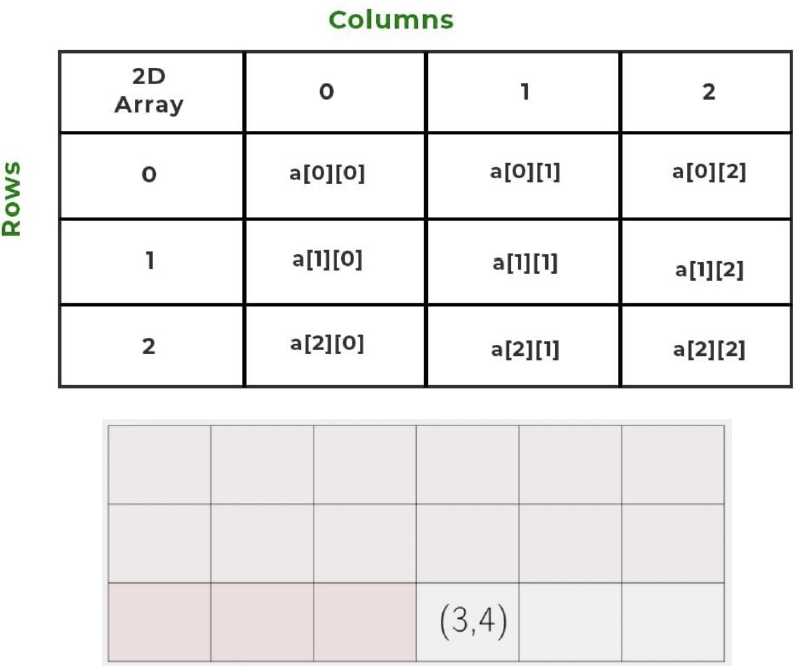 Columns
2D
Array
0
1
2
Rows
0
a[0][0]
a[0][1]
a[0][2]
1
a[1][0]
a[1][1]
a[1][2]
2
a[2][0]
a[2][1]
a[2][2]
(3,4)